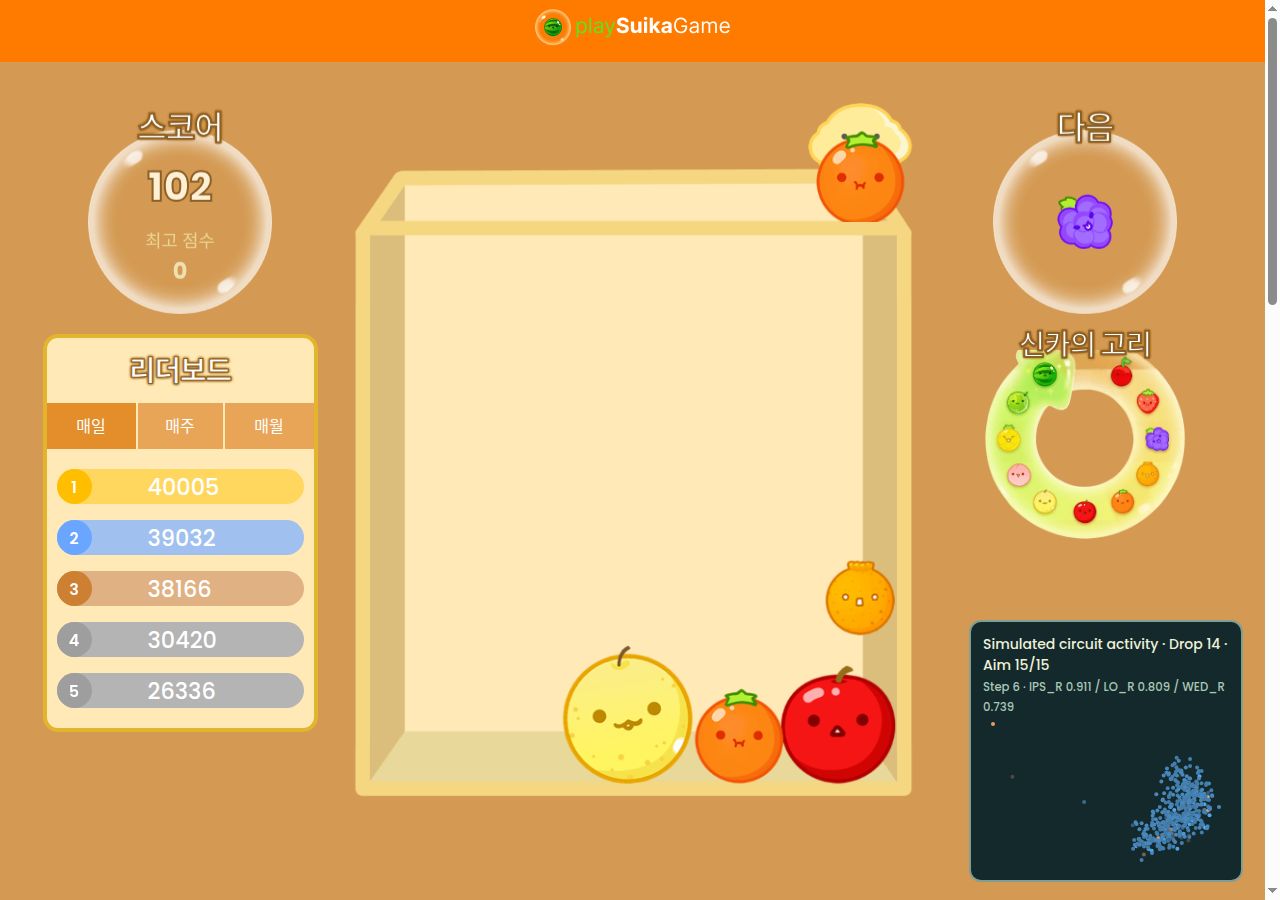 playSuikaGame
스코어
102
최고 점수
0
다음
신카의 고리
리더보드
매일 매주 매월
1 40005
2 39032
3 38166
4 30420
5 26336
Simulated circuit activity · Drop 14 ·
Aim 15/15
Step 6 · IPS_R 0.911 / LO_R 0.809 / WED_R
0.739